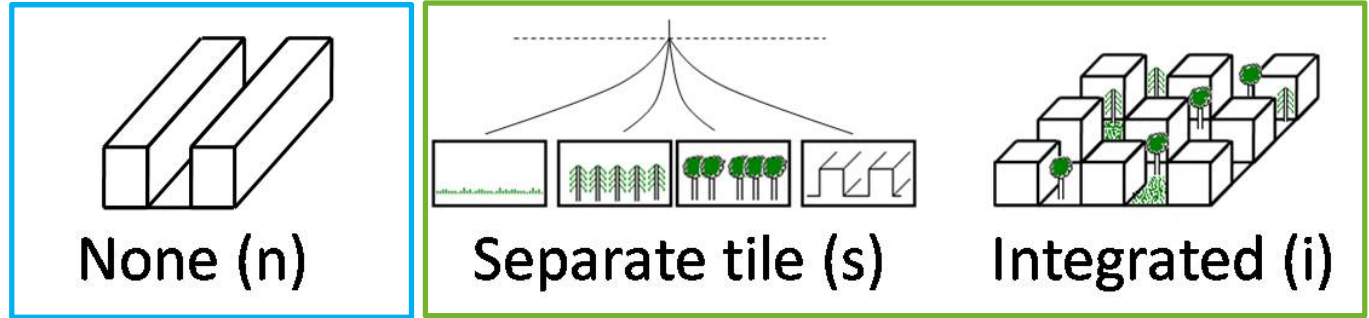 None (n)
Separate tile (s)
Integrated (i)